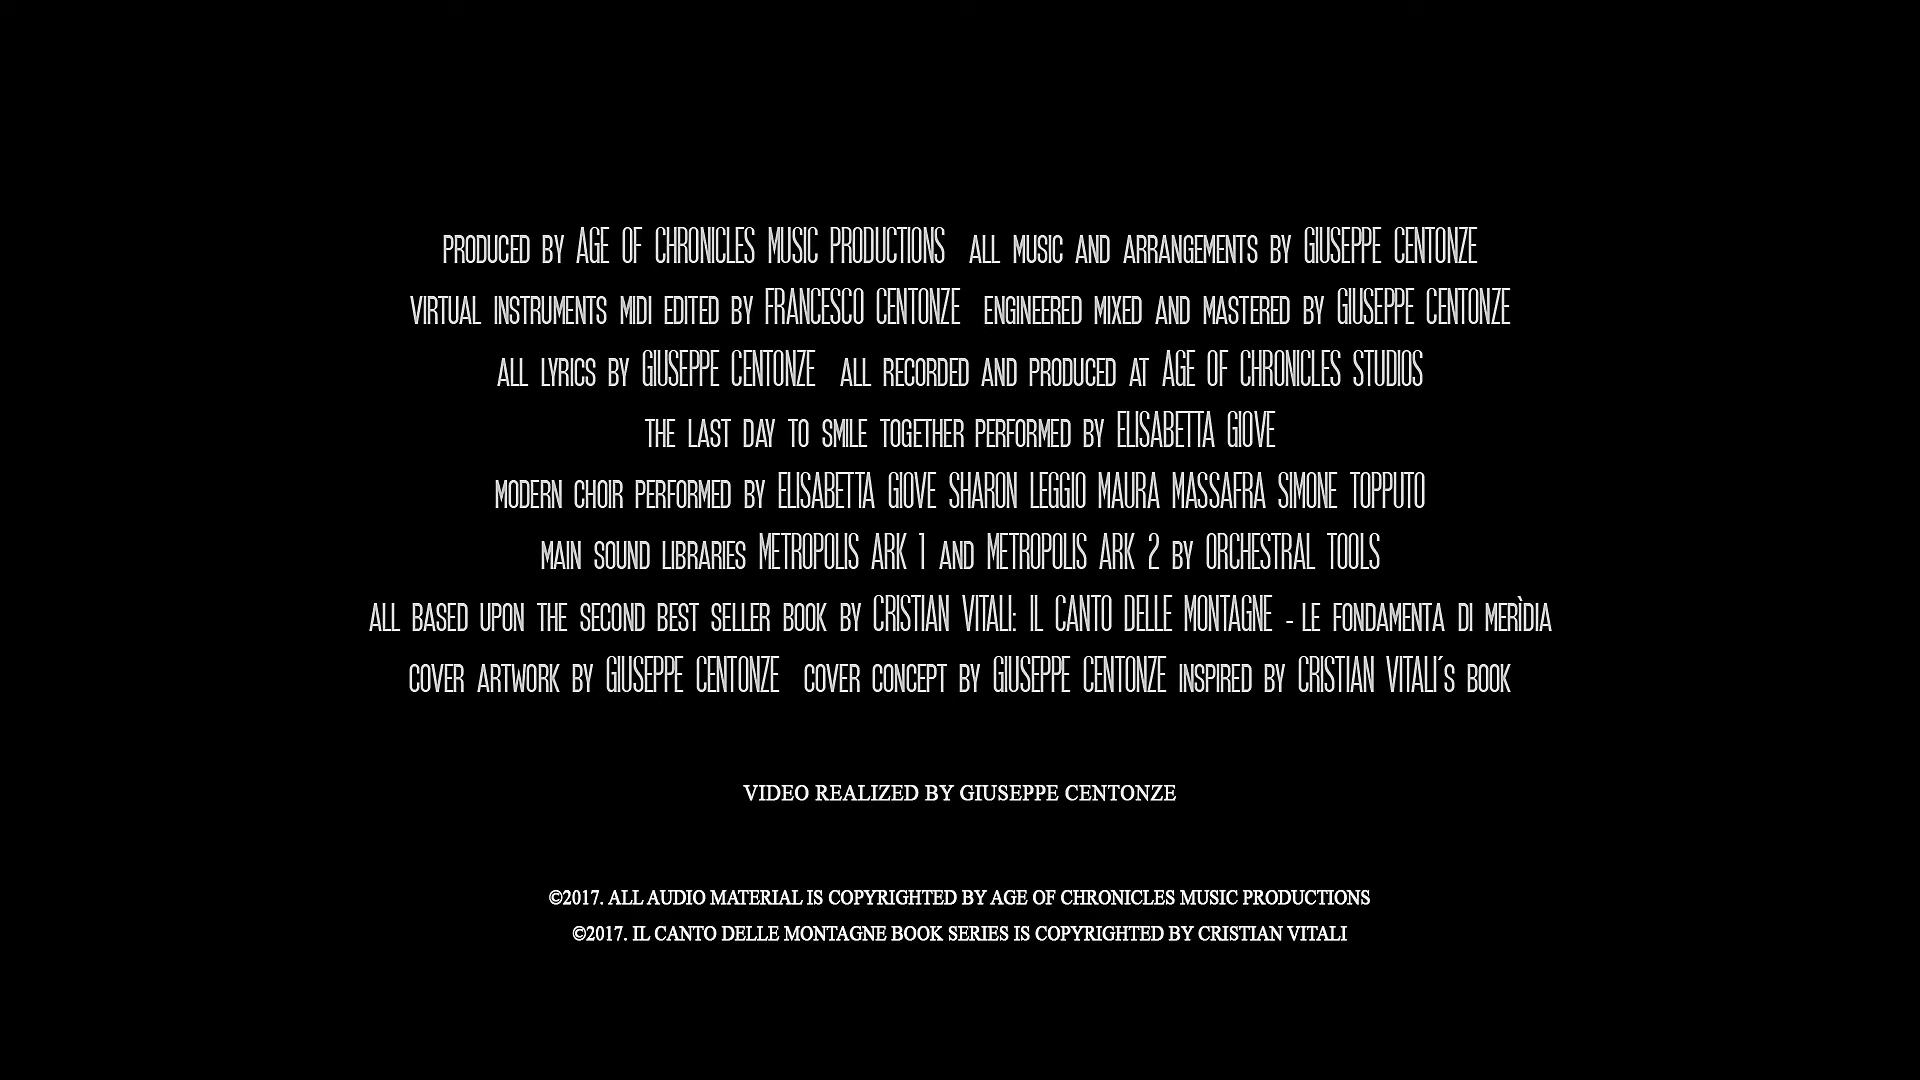 PRODUCED BY AGE OF CHRONICLES MUSIC PRODUCTIONS ALL MUSIC AND ARRANGEMENTS BY GIUSEPPE CENTONZE
VIRTUAL INSTRUMENTS MIDI EDITED BY FRANCESCO CENTONZE ENGINEERED MIXED AND MASTERED BY GIUSEPPE CENTONZE
ALL LYRICS BY GIUSEPPE CENTONZE ALL RECORDED AND PRODUCED AT AGE OF CHRONICLES STUDIOS
THE LAST DAY TO SMILE TOGETHER PERFORMED BY ELISABETTA GIOVE
MODERN CHOIR PERFORMED BY ELISABETTA GIOVE SHARON LEGGIO MAURA MASSAFRA SIMONE TOPPUTO
MAIN SOUND LIBRARIES METROPOLIS ARK 1 AND METROPOLIS ARK 2 BY ORCHESTRAL TOOLS
ALL BASED UPON THE SECOND BEST SELLER BOOK BY CRISTIAN VITALI: IL CANTO DELLE MONTAGNE - LE FONDAMENTA DI MERÌDIA
COVER ARTWORK BY GIUSEPPE CENTONZE COVER CONCEPT BY GIUSEPPE CENTONZE INSPIRED BY CRISTIAN VITALI´S BOOK
VIDEO REALIZED BY GIUSEPPE CENTONZE
©2017. ALL AUDIO MATERIAL IS COPYRIGHTED BY AGE OF CHRONICLES MUSIC PRODUCTIONS
©2017. IL CANTO DELLE MONTAGNE BOOK SERIES IS COPYRIGHTED BY CRISTIAN VITALI